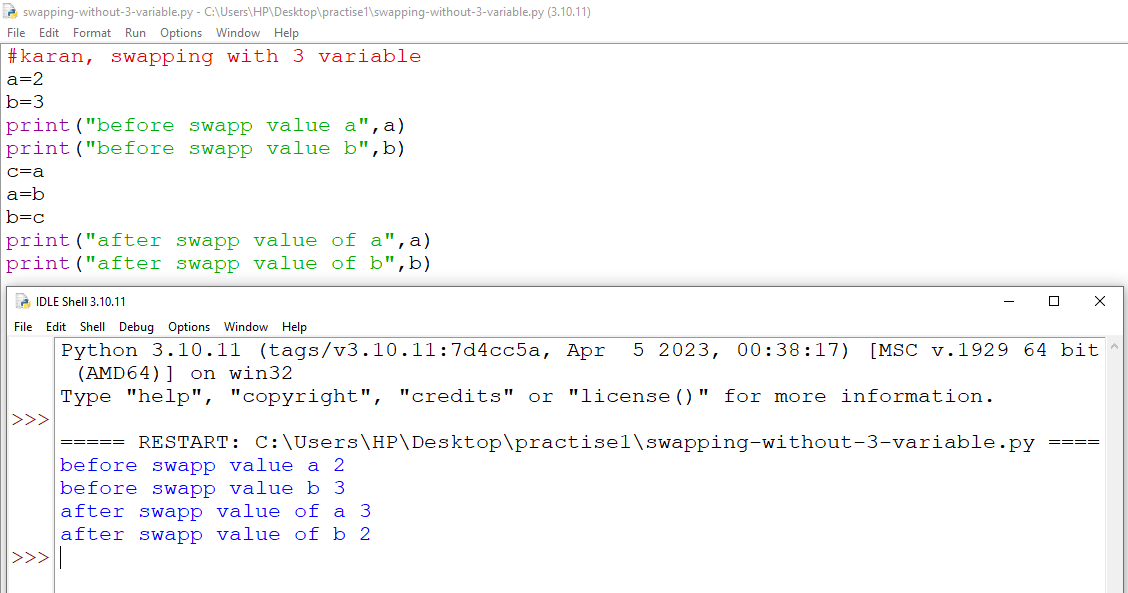 swapping-without-3-variable.py - C:\Users\HP\Desktop\practise1\swapping-without-3-variable.py (3.10.11)
File Edit Format Run Options Window Help
#karan, swapping with 3 variable
a=2
b=3
print("before swapp value a",a)
print("before swapp value b",b)
c=a
a=b
b=c
print("after swapp value of a",a)
print("after swapp value of b",b)
IDLE Shell 3.10.11
File Edit Shell Debug Options Window Help
Python 3.10.11 (tags/v3.10.11:7d4cc5a, Apr  5 2023, 00:38:17) [MSC v.1929 64 bit
(AMD64)] on win32
Type "help", "copyright", "credits" or "license()" for more information.
>>>
===== RESTART: C:\Users\HP\Desktop\practise1\swapping-without-3-variable.py ====
before swapp value a 2
before swapp value b 3
after swapp value of a 3
after swapp value of b 2
>>>